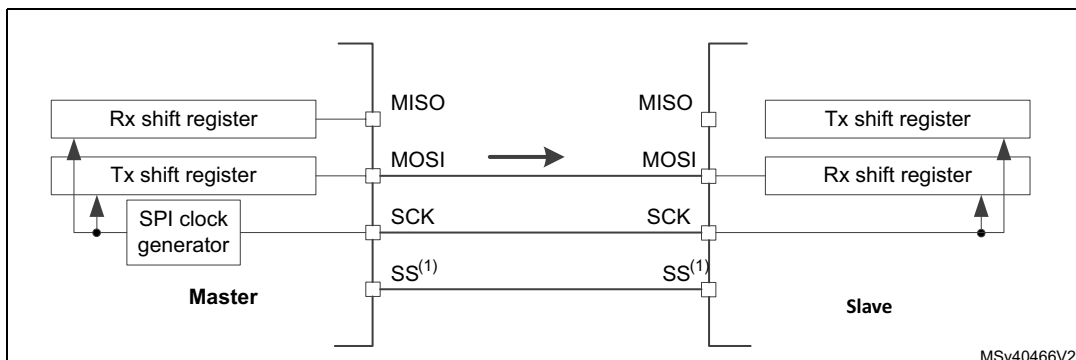 MISO
MISO
Rx shift register
Tx shift register
MOSI
MOSI
Tx shift register
Rx shift register
SPI clock
generator
SCK
SCK
SS(1)
SS(1)
Master
Slave
MSv40466V2